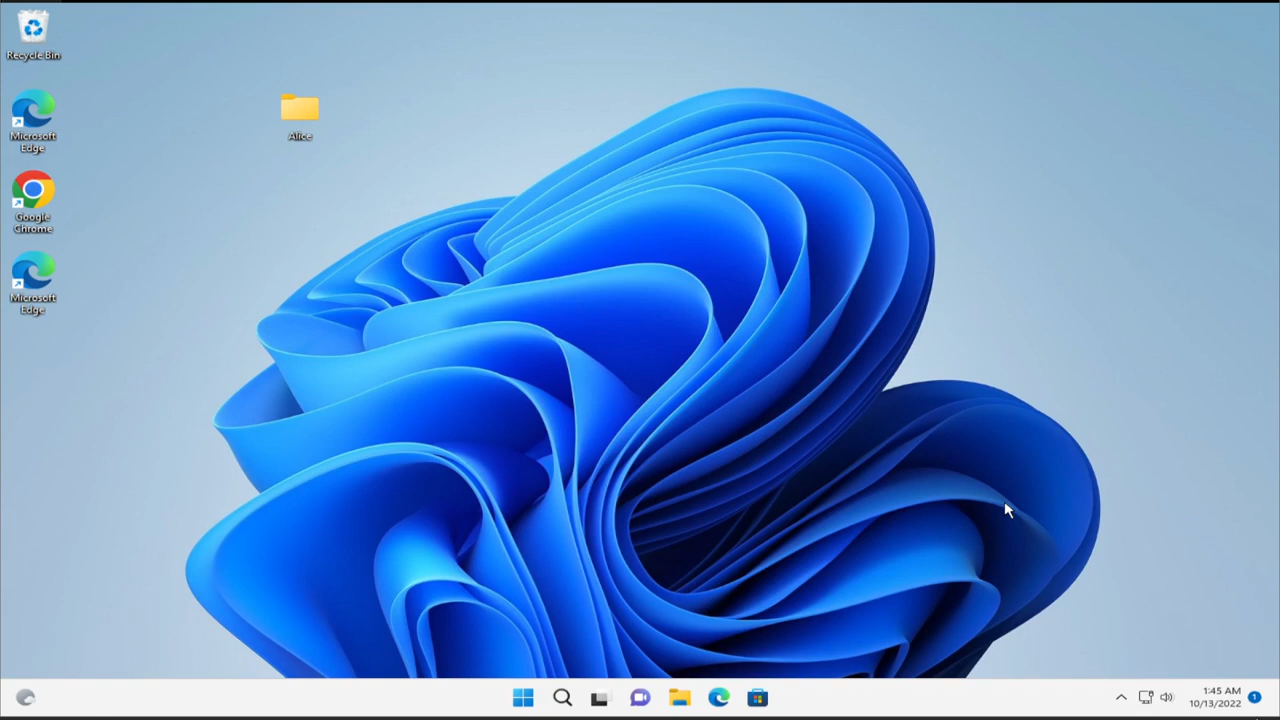 Recycle Bin
Microsoft
Edge
Google
Chrome
Microsoft
Edge
Alice
1:45 AM
10/13/2022
1